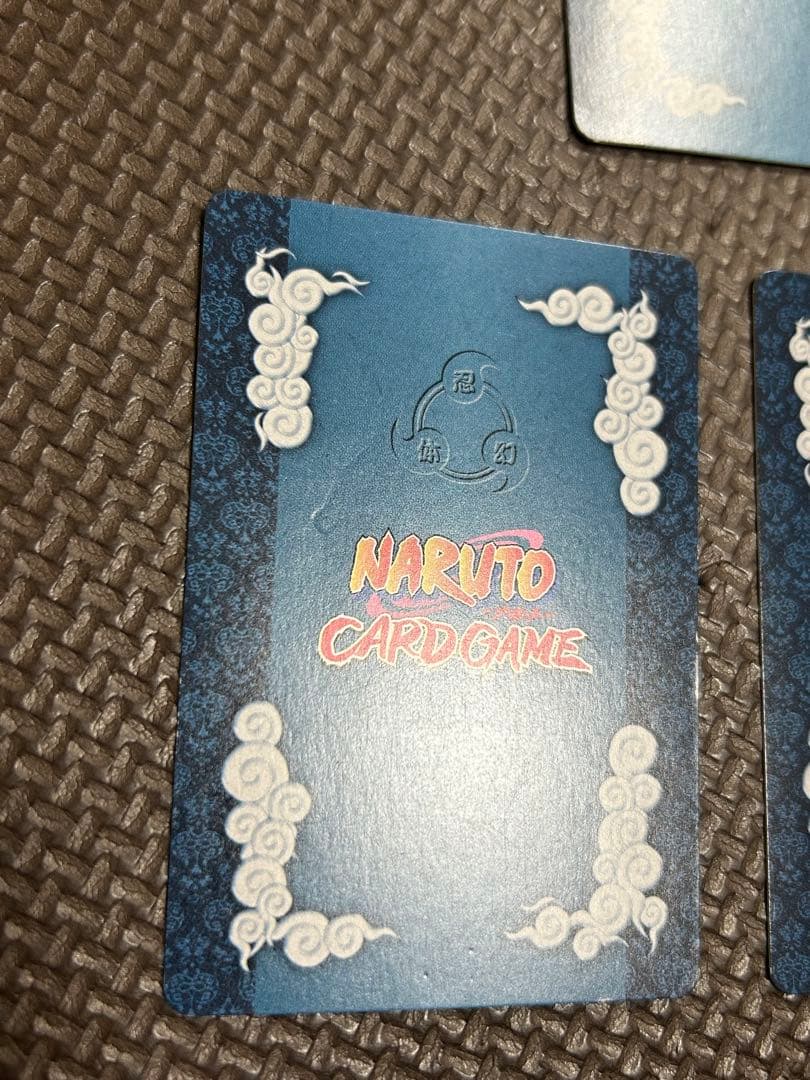 忍
体 幻
NARUTO
CARD GAME